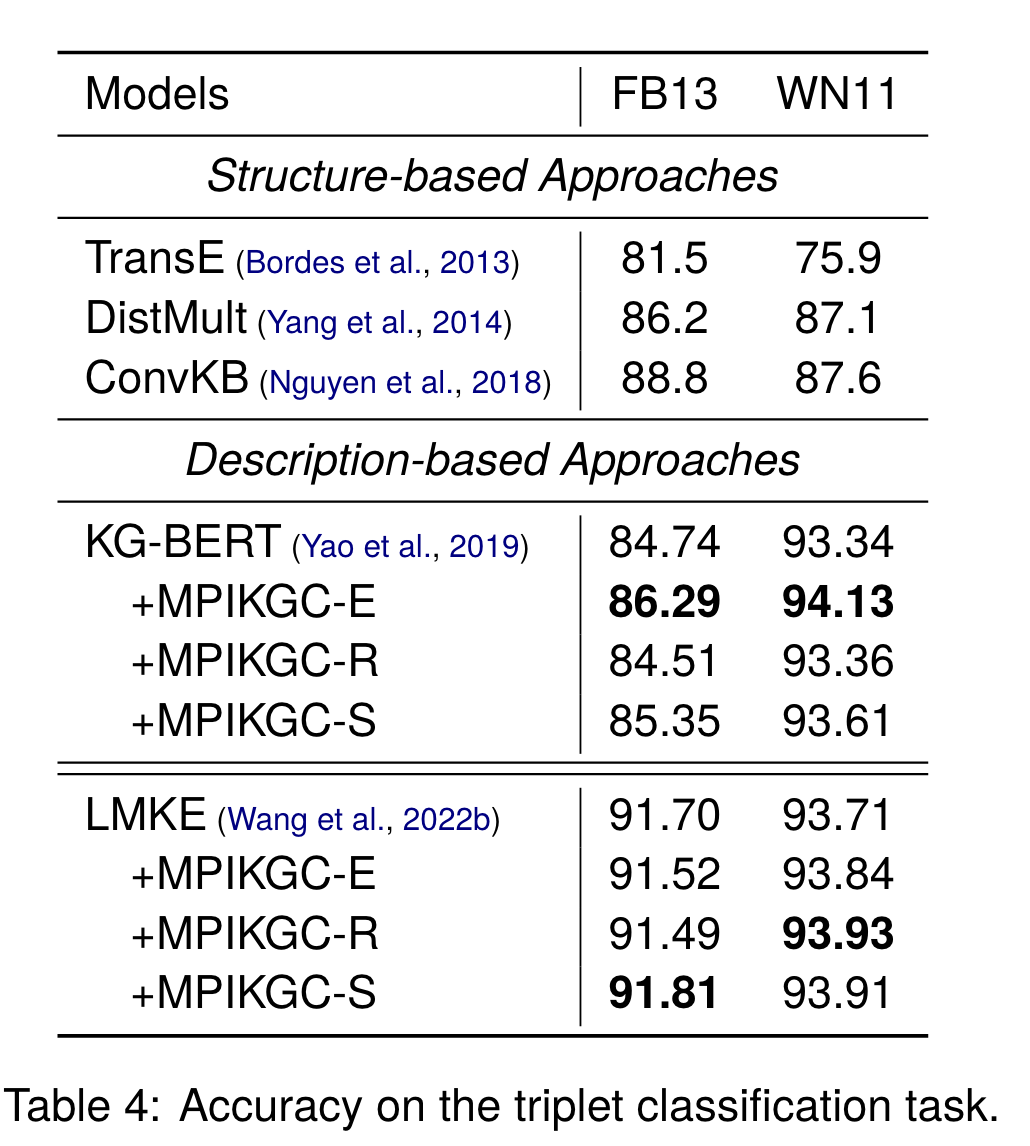 Models FB13 WN11
Structure-based Approaches
TransE (Bordes et al., 2013) 81.5 75.9
DistMult (Yang et al., 2014) 86.2 87.1
ConvKB (Nguyen et al., 2018) 88.8 87.6
Description-based Approaches
KG-BERT (Yao et al., 2019) 84.74 93.34
+MPIKGC-E 86.29 94.13
+MPIKGC-R 84.51 93.36
+MPIKGC-S 85.35 93.61
LMKE (Wang et al., 2022b) 91.70 93.71
+MPIKGC-E 91.52 93.84
+MPIKGC-R 91.49 93.93
+MPIKGC-S 91.81 93.91
Table 4: Accuracy on the triplet classification task.